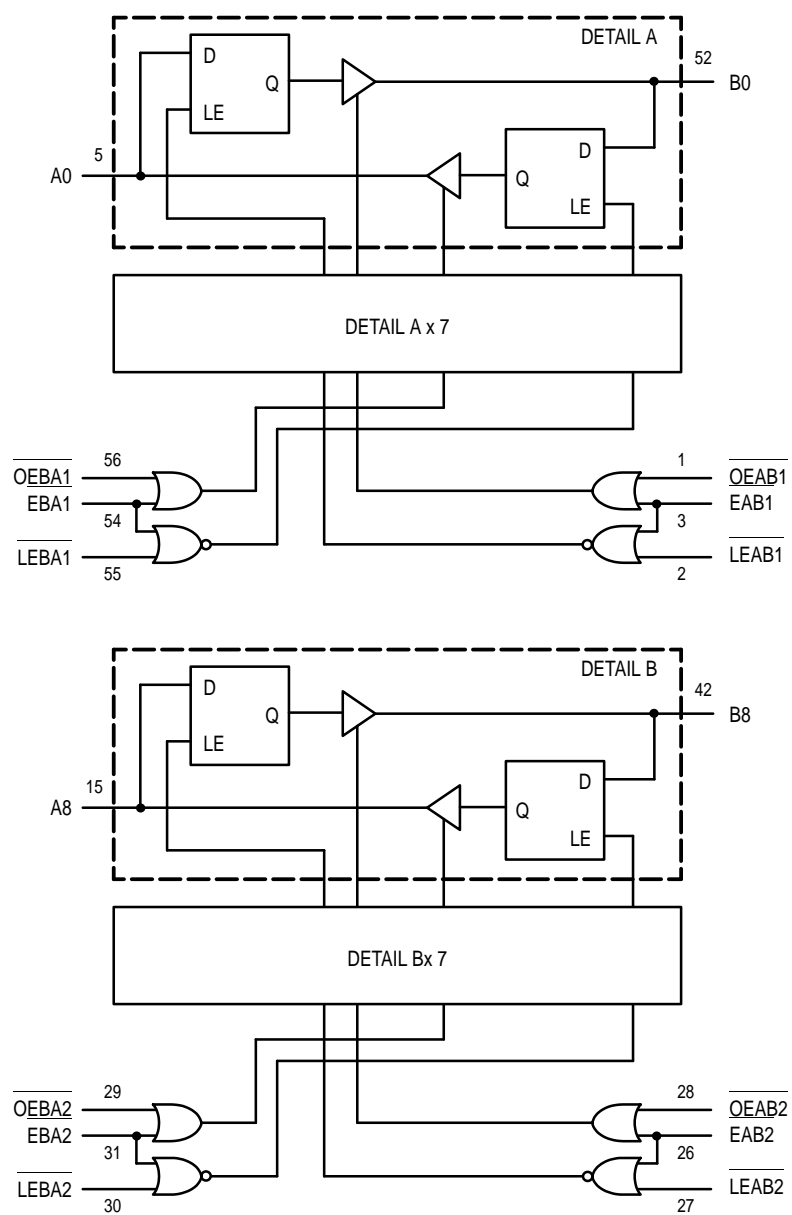 DETAIL A
D
Q
LE
52
B0
D
Q
LE
5
A0
DETAIL A x 7
56
OEBA1
EBA1
54
LEBA1
55
1
OEAB1
EAB1
3
LEAB1
2
DETAIL B
D
Q
LE
42
B8
D
Q
LE
15
A8
DETAIL Bx 7
29
OEBA2
EBA2
31
LEBA2
30
28
OEAB2
EAB2
26
LEAB2
27